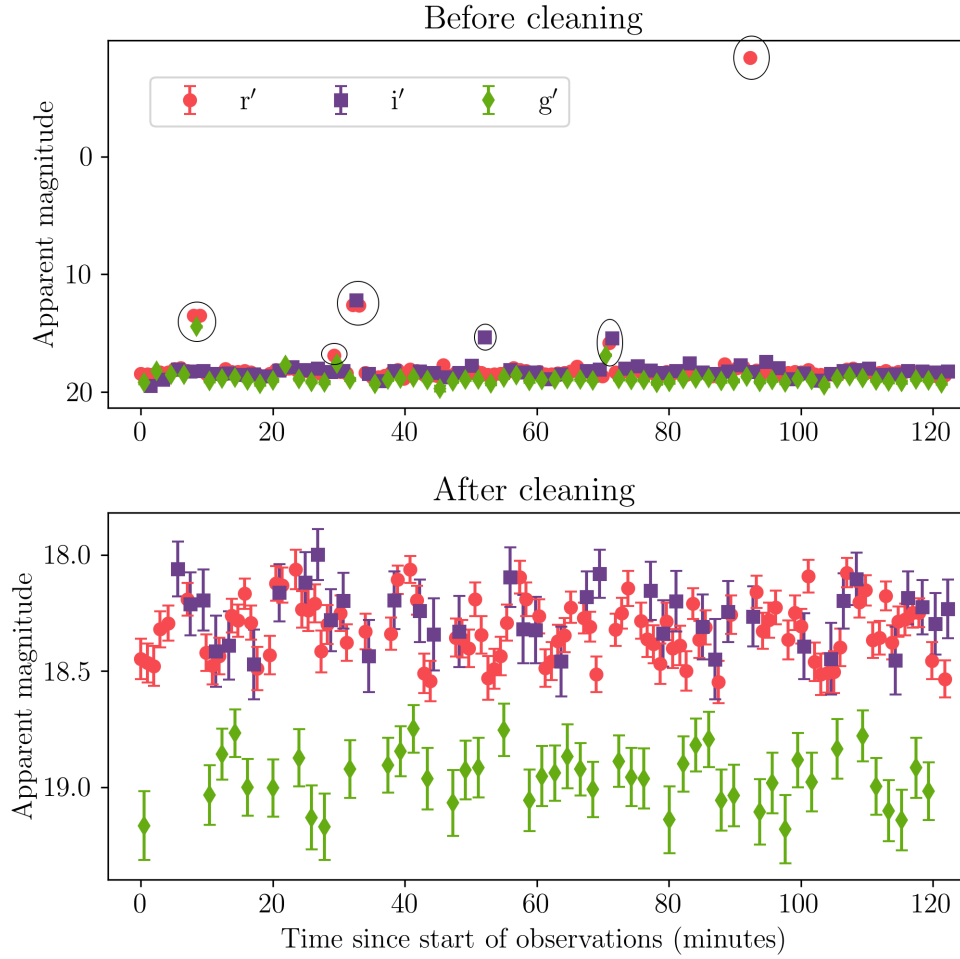 Before cleaning
r′ i′ g′
Apparent magnitude
0
10
20
0 20 40 60 80 100 120
After cleaning
Apparent magnitude
18.0
18.5
19.0
0 20 40 60 80 100 120
Time since start of observations (minutes)